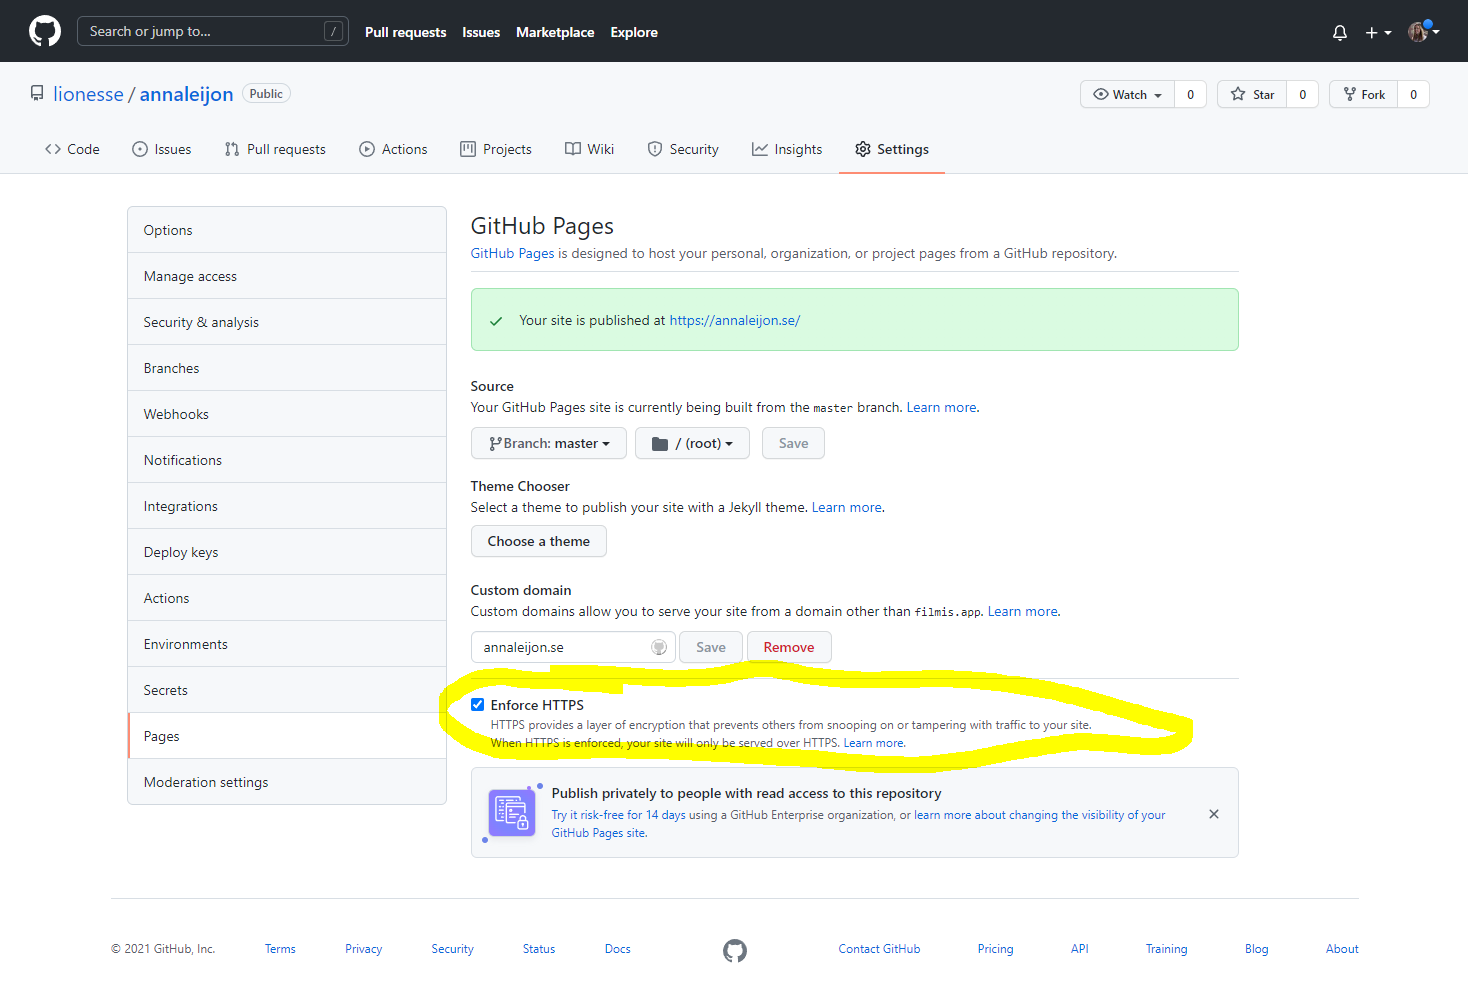 Search or jump to... /
Pull requests Issues Marketplace Explore
lionesse / annaleijon Public
Watch 0 Star 0 Fork 0
Code Issues Pull requests Actions Projects Wiki Security Insights Settings
Options
Manage access
Security & analysis
Branches
Webhooks
Notifications
Integrations
Deploy keys
Actions
Environments
Secrets
Pages
Moderation settings
GitHub Pages
GitHub Pages is designed to host your personal, organization, or project pages from a GitHub repository.
Your site is published at https://annaleijon.se/
Source
Your GitHub Pages site is currently being built from the master branch. Learn more.
Branch: master / (root) Save
Theme Chooser
Select a theme to publish your site with a Jekyll theme. Learn more.
Choose a theme
Custom domain
Custom domains allow you to serve your site from a domain other than filmis.app. Learn more.
annaleijon.se Save Remove
Enforce HTTPS
HTTPS provides a layer of encryption that prevents others from snooping on or tampering with traffic to your site.
When HTTPS is enforced, your site will only be served over HTTPS. Learn more.
Publish privately to people with read access to this repository
Try it risk-free for 14 days using a GitHub Enterprise organization, or learn more about changing the visibility of your
GitHub Pages site.
© 2021 GitHub, Inc. Terms Privacy Security Status Docs Contact GitHub Pricing API Training Blog About